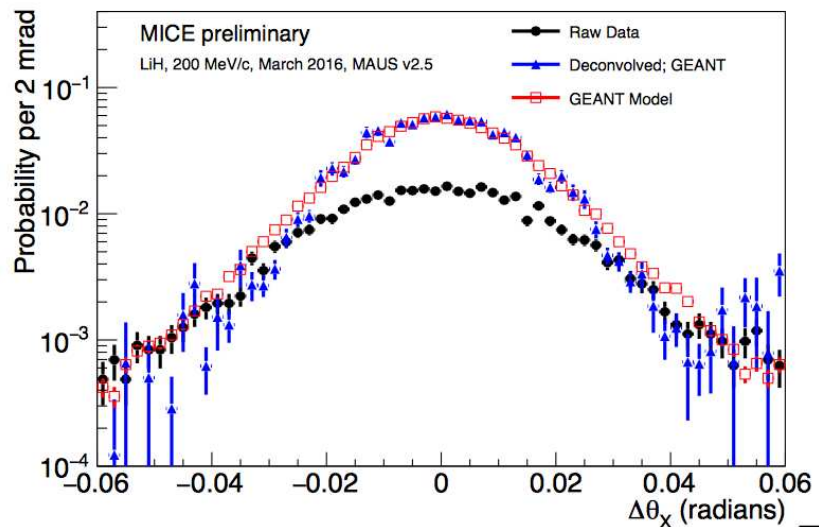 MICE preliminary
LiH, 200 MeV/c, March 2016, MAUS v2.5
Raw Data
Deconvolved; GEANT
GEANT Model
Probability per 2 mrad
10⁻¹
10⁻²
10⁻³
10⁻⁴
−0.06 −0.04 −0.02 0 0.02 0.04 0.06
Δθ_X (radians)